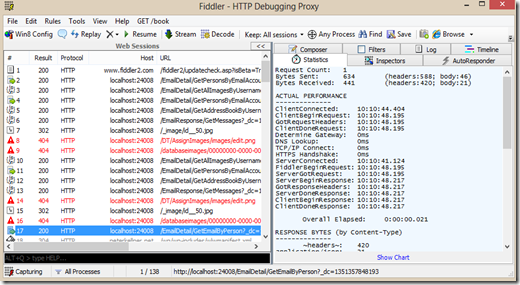 Fiddler - HTTP Debugging Proxy
File Edit Rules Tools View Help GET /book
Win8 Config Replay Resume Stream Decode Keep: All sessions Any Process Find Save Browse
Web Sessions <<
# Result Protocol Host URL
1 200 HTTP www.fiddler2.com /fiddler2/updatecheck.asp?isBeta=Tr
2 200 HTTP localhost:24008 /EmailDetail/GetPersonsByEmailAccou
3 200 HTTP localhost:24008 /EmailDetail/GetAllImagesByUsername
4 200 HTTP localhost:24008 /EmailDetail/GetPersonsByEmailAccou
5 200 HTTP localhost:24008 /EmailDetail/GetAddressBookByUsern
6 200 HTTP localhost:24008 /EmailResponse/GetMessages?_dc=1
7 302 HTTP localhost:24008 /_image/id__50.jpg
8 404 HTTP localhost:24008 /DT/AssignImages/images/edit.png
9 404 HTTP localhost:24008 /databaseimages/00000000-0000-00
10 200 HTTP localhost:24008 /EmailDetail/GetPersonsByEmailAccou
11 200 HTTP localhost:24008 /EmailDetail/GetAllImagesByUsername
12 200 HTTP localhost:24008 /EmailDetail/GetAddressBookByUsern
13 200 HTTP localhost:24008 /EmailResponse/GetMessages?_dc=1
14 404 HTTP localhost:24008 /DT/AssignImages/images/edit.png
15 302 HTTP localhost:24008 /_image/id__50.jpg
16 404 HTTP localhost:24008 /databaseimages/00000000-0000-00
17 200 HTTP localhost:24008 /EmailDetail/GetEmailByPerson?_dc=
ALT+Q > type HELP...
Composer Filters Log Timeline
Statistics Inspectors AutoResponder
Request Count: 1
Bytes Sent: 634 (headers:588; body:46)
Bytes Received: 441 (headers:420; body:21)
ACTUAL PERFORMANCE
--------------
ClientConnected: 10:10:44.404
ClientBeginRequest: 10:10:48.195
GotRequestHeaders: 10:10:48.195
ClientDoneRequest: 10:10:48.195
Determine Gateway: 0ms
DNS Lookup: 0ms
TCP/IP Connect: 0ms
HTTPS Handshake: 0ms
ServerConnected: 10:10:41.124
FiddlerBeginRequest: 10:10:48.195
ServerGotRequest: 10:10:48.195
ServerBeginResponse: 10:10:48.217
GotResponseHeaders: 10:10:48.217
ServerDoneResponse: 10:10:48.217
ClientBeginResponse: 10:10:48.217
ClientDoneResponse: 10:10:48.217
Overall Elapsed: 0:00:00.021
RESPONSE BYTES (by Content-Type)
--------------
~headers~: 420
Show Chart
Capturing All Processes 1 / 138 http://localhost:24008/EmailDetail/GetEmailByPerson?_dc=1351357848193